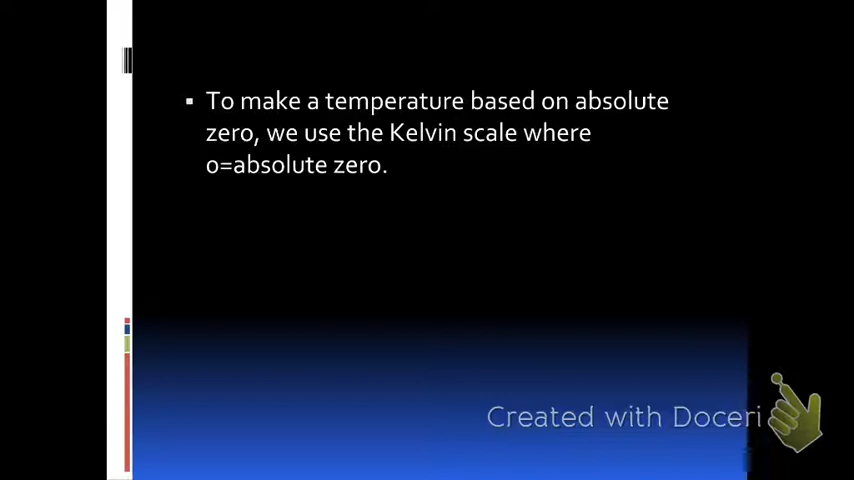 ▪ To make a temperature based on absolute
zero, we use the Kelvin scale where
0=absolute zero.
Created with Doceri